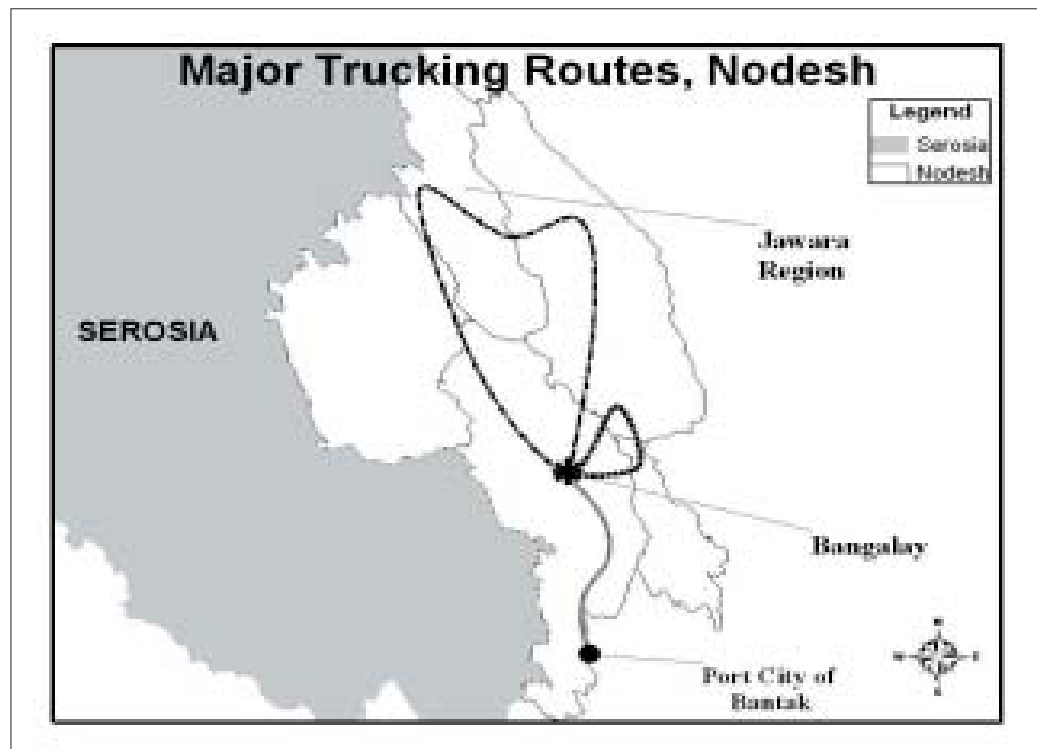 Major Trucking Routes, Nodesh
Legend
Serosia
Nodesh
Jawara
Region
SEROSIA
Bangalay
Port City of
Bantak